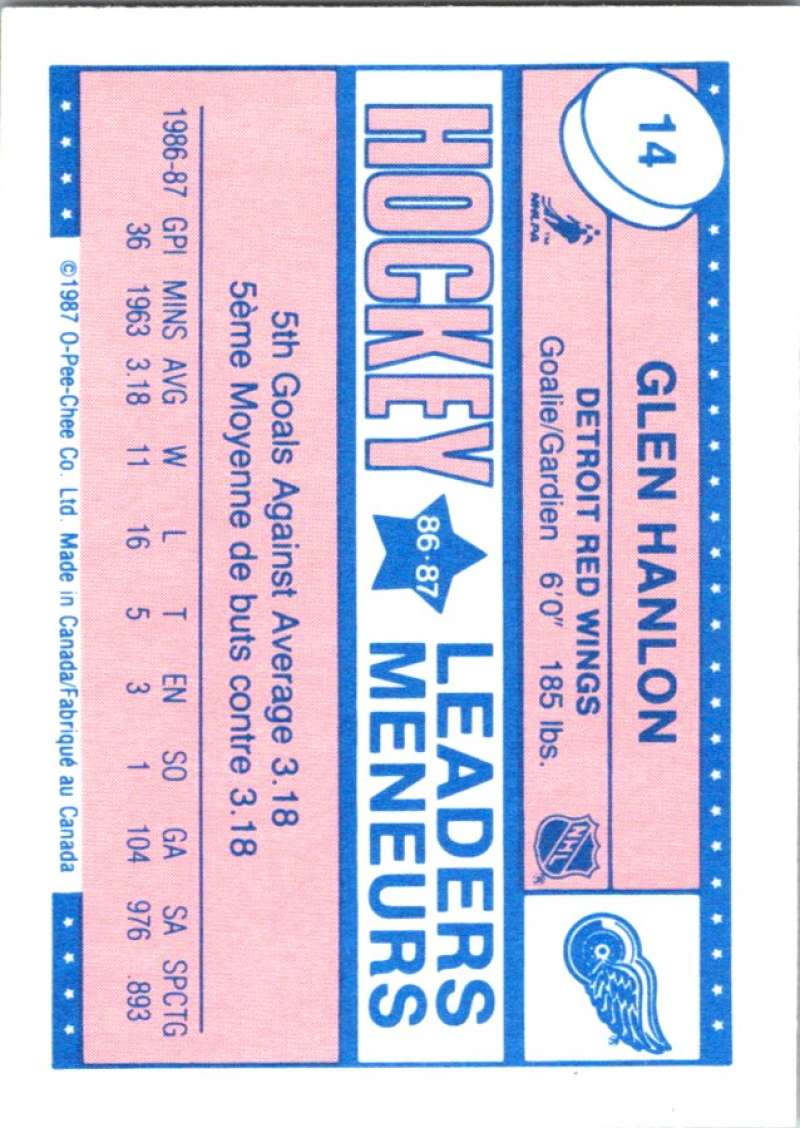 14
GLEN HANLON
NHLPA™
DETROIT RED WINGS
Goalie/Gardien 6'0" 185 lbs.
NHL®
HOCKEY 86·87 LEADERS
MENEURS
5th Goals Against Average 3.18
5ème Moyenne de buts contre 3.18
1986-87 GPI MINS AVG W L T EN SO GA SA SPCTG
36 1963 3.18 11 16 5 3 1 104 976 .893
©1987 O-Pee-Chee Co. Ltd. Made in Canada/Fabriqué au Canada